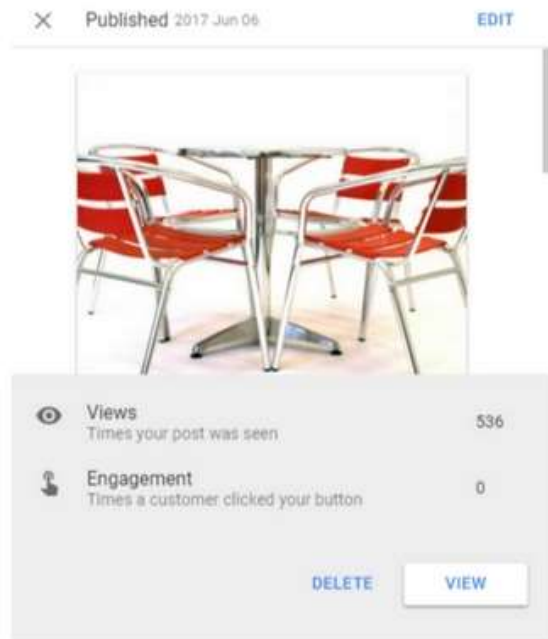 Published 2017 Jun 06 EDIT
Views
Times your post was seen
536
Engagement
Times a customer clicked your button
0
DELETE VIEW